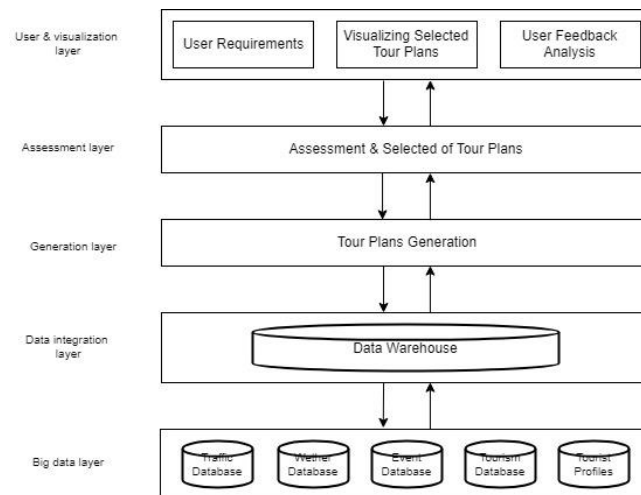 User & visualization
layer
User Requirements
Visualizing Selected
Tour Plans
User Feedback
Analysis
Assessment layer
Assessment & Selected of Tour Plans
Generation layer
Tour Plans Generation
Data integration
layer
Data Warehouse
Big data layer
Traffic
Database
Wether
Database
Event
Database
Tourism
Database
Tourist
Profiles